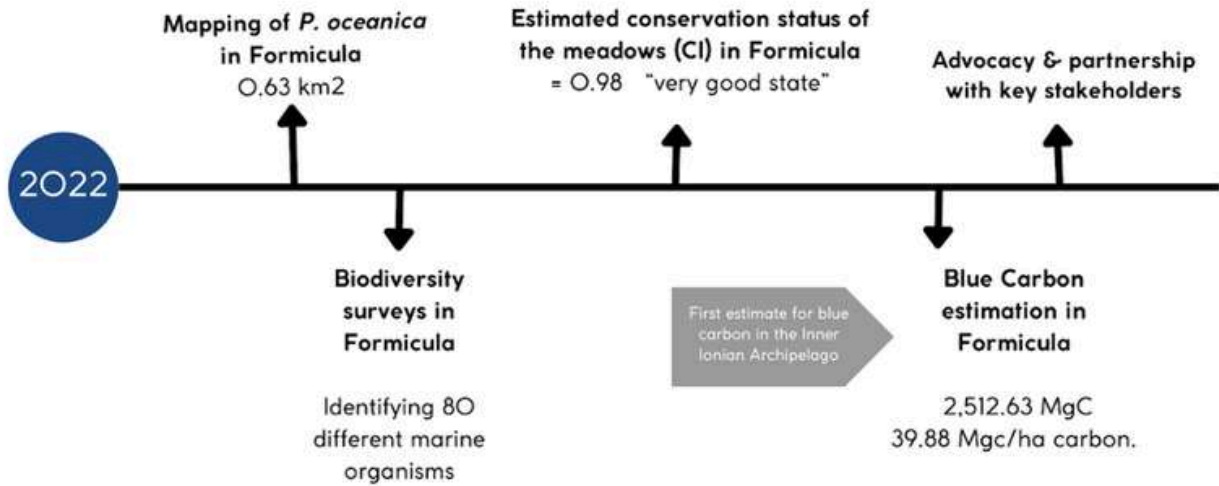 Mapping of P. oceanica
in Formicula
0.63 km2
Estimated conservation status of
the meadows (CI) in Formicula
= 0.98 "very good state"
Advocacy & partnership
with key stakeholders
2022
Biodiversity
surveys in
Formicula
Identifying 80
different marine
organisms
First estimate for blue
carbon in the Inner
Ionian Archipelago
Blue Carbon
estimation in
Formicula
2,512.63 MgC
39.88 Mgc/ha carbon.